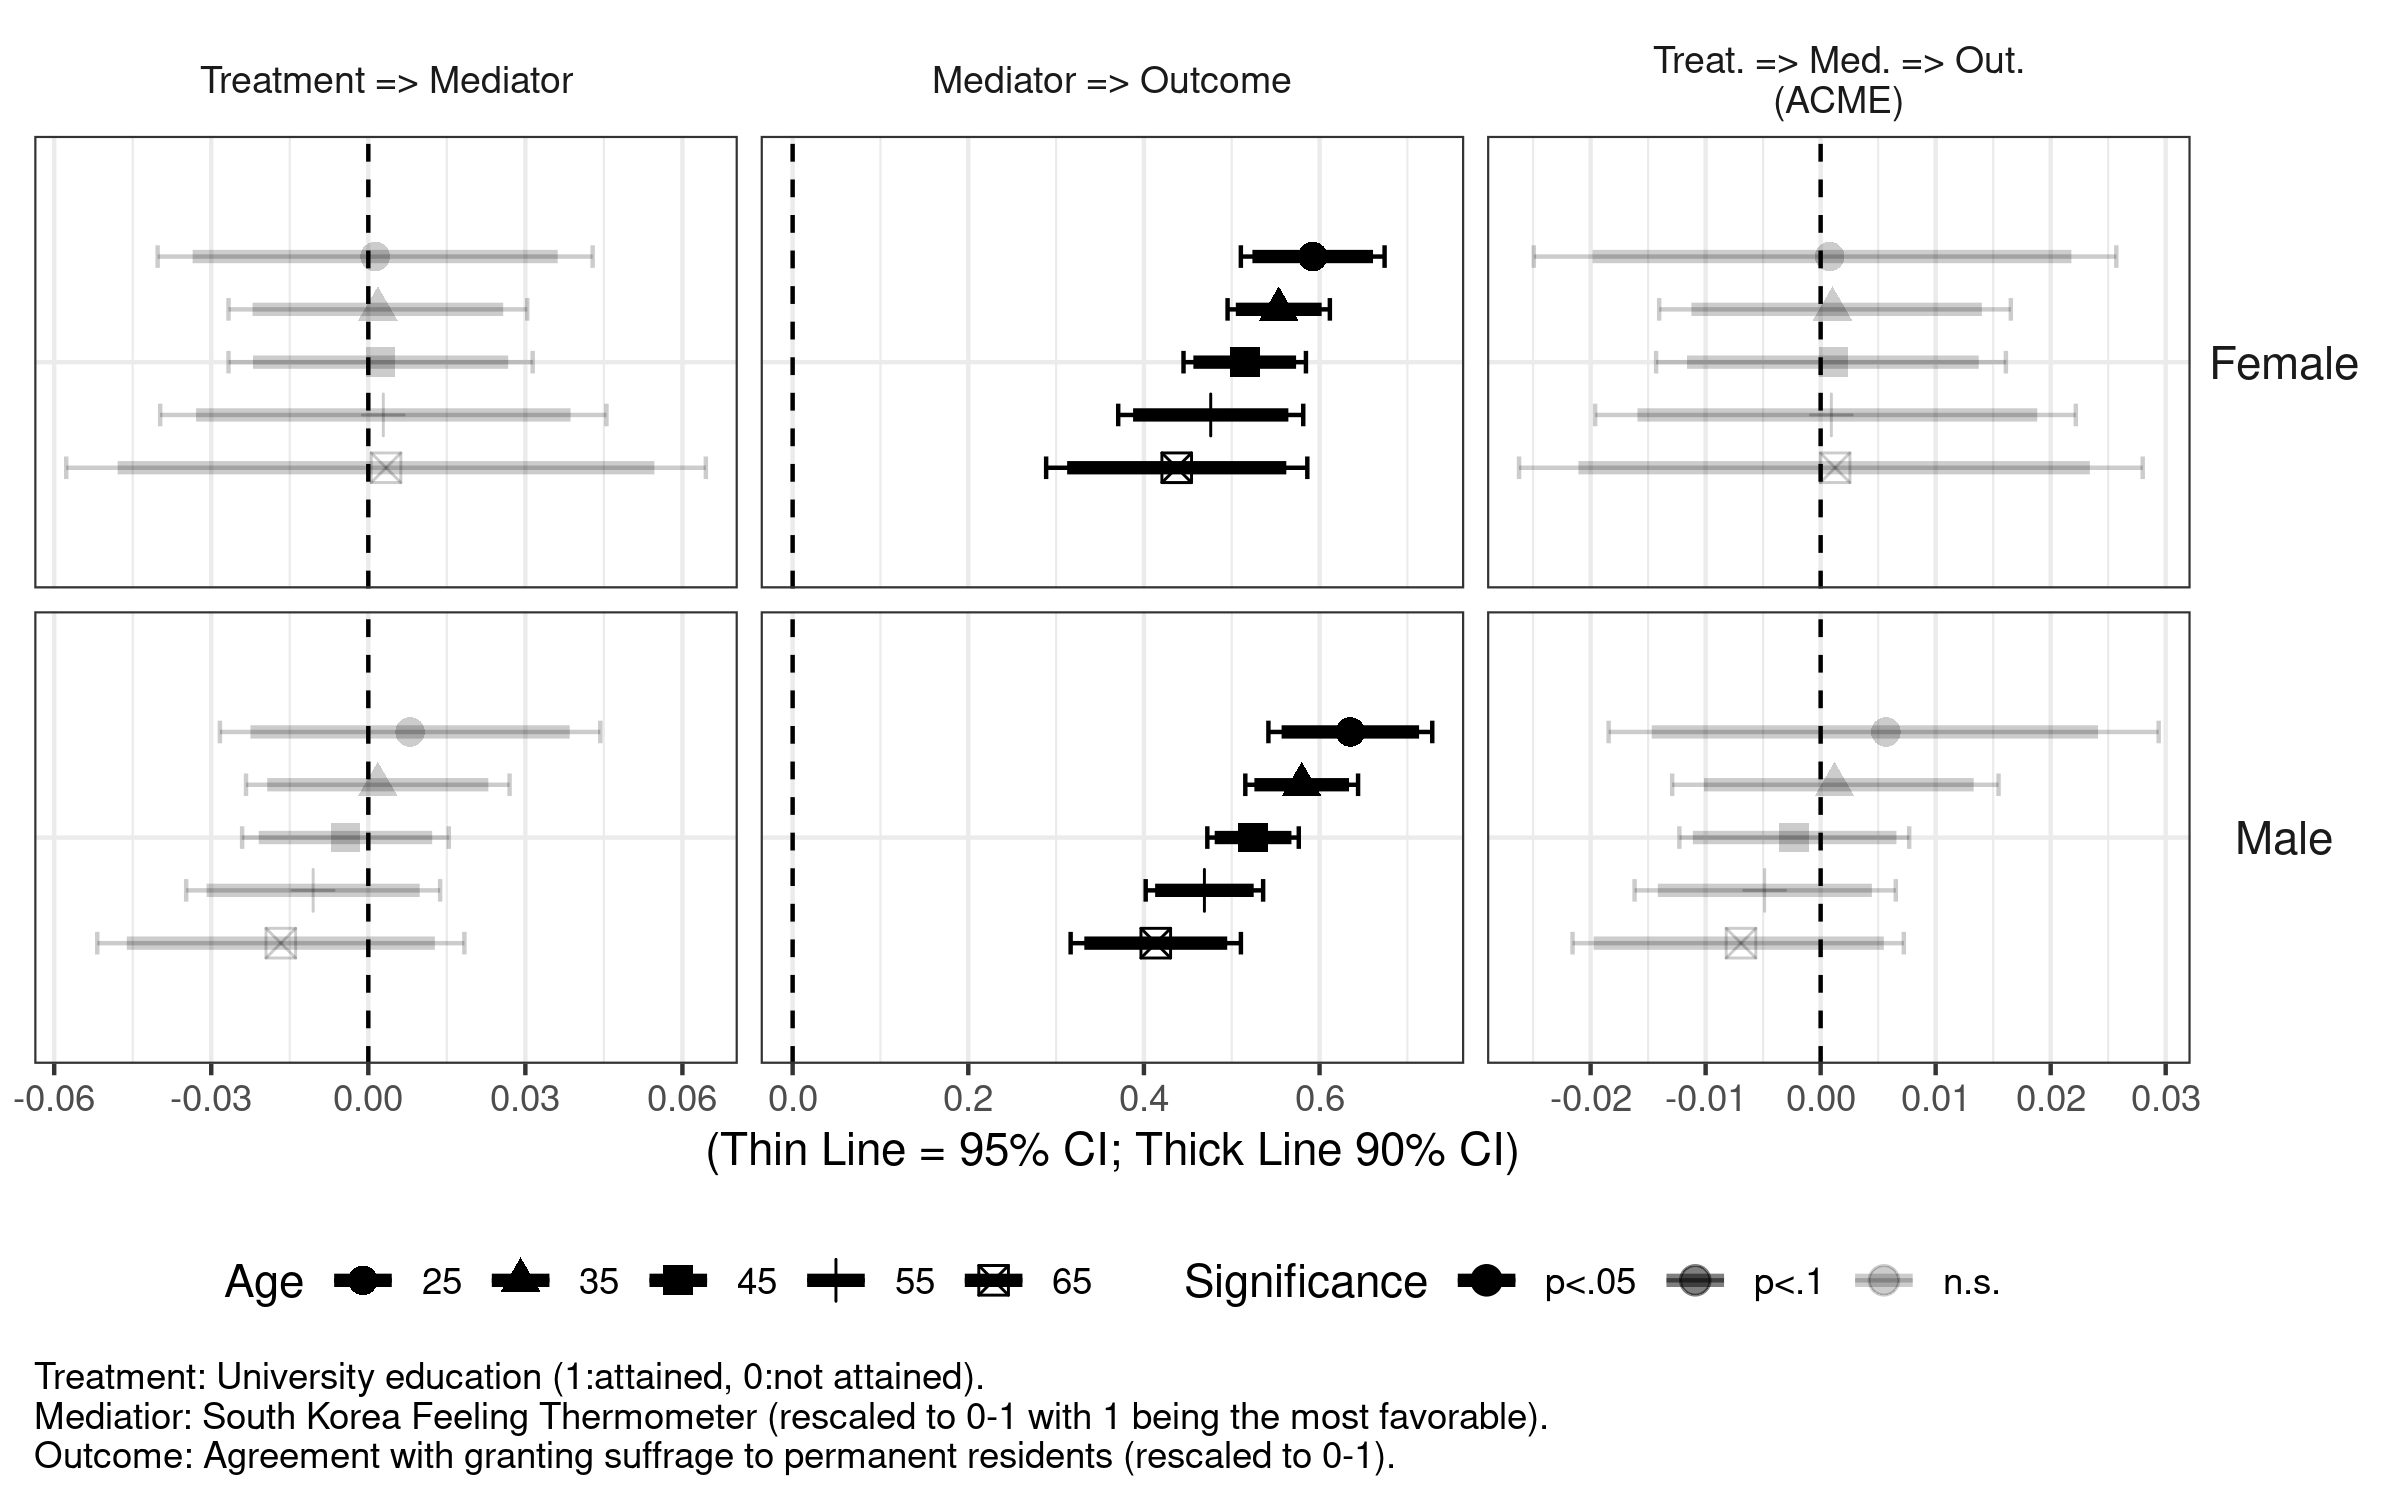 Treatment => Mediator
Mediator => Outcome
Treat. => Med. => Out.
(ACME)
Female
Male
-0.06 -0.03 0.00 0.03 0.06 0.0 0.2 0.4 0.6 -0.02 -0.01 0.00 0.01 0.02 0.03
(Thin Line = 95% CI; Thick Line 90% CI)
Age 25 35 45 55 65 Significance p<.05 p<.1 n.s.
Treatment: University education (1:attained, 0:not attained).
Mediatior: South Korea Feeling Thermometer (rescaled to 0-1 with 1 being the most favorable).
Outcome: Agreement with granting suffrage to permanent residents (rescaled to 0-1).